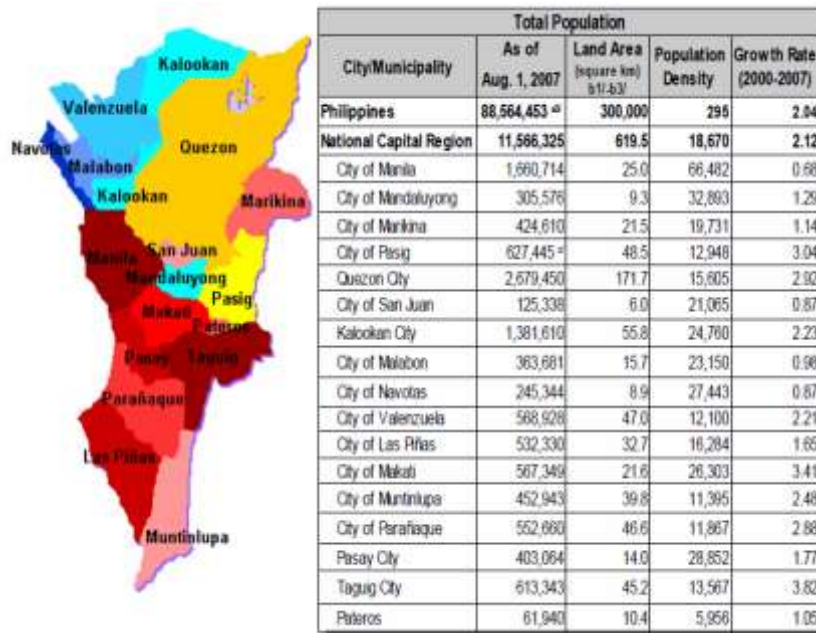 Kalookan
Valenzuela
Navotas
Malabon
Quezon
Kalookan
Marikina
San Juan
Manila
Mandaluyong
Pasig
Makati
Pateros
Pasay
Taguig
Parañaque
Las Piñas
Muntinlupa
Total Population
City/Municipality As of Aug. 1, 2007 Land Area (square km) b1/-b3/ Population Density Growth Rate (2000-2007)
Philippines 88,564,453 300,000 295 2.04
National Capital Region 11,566,325 619.5 18,670 2.12
City of Manila 1,660,714 25.0 66,482 0.68
City of Mandaluyong 305,576 9.3 32,893 1.29
City of Marikina 424,610 21.5 19,731 1.14
City of Pasig 627,445 48.5 12,948 3.04
Quezon City 2,679,450 171.7 15,605 2.92
City of San Juan 125,338 6.0 21,065 0.87
Kalookan City 1,381,610 55.8 24,760 2.23
City of Malabon 363,681 15.7 23,150 0.98
City of Navotas 245,344 8.9 27,443 0.87
City of Valenzuela 568,928 47.0 12,100 2.21
City of Las Piñas 532,330 32.7 16,284 1.65
City of Makati 567,349 21.6 26,303 3.41
City of Muntinlupa 452,943 39.8 11,395 2.48
City of Parañaque 552,660 46.6 11,867 2.88
Pasay City 403,064 14.0 28,852 1.77
Taguig City 613,343 45.2 13,567 3.82
Pateros 61,940 10.4 5,956 1.05